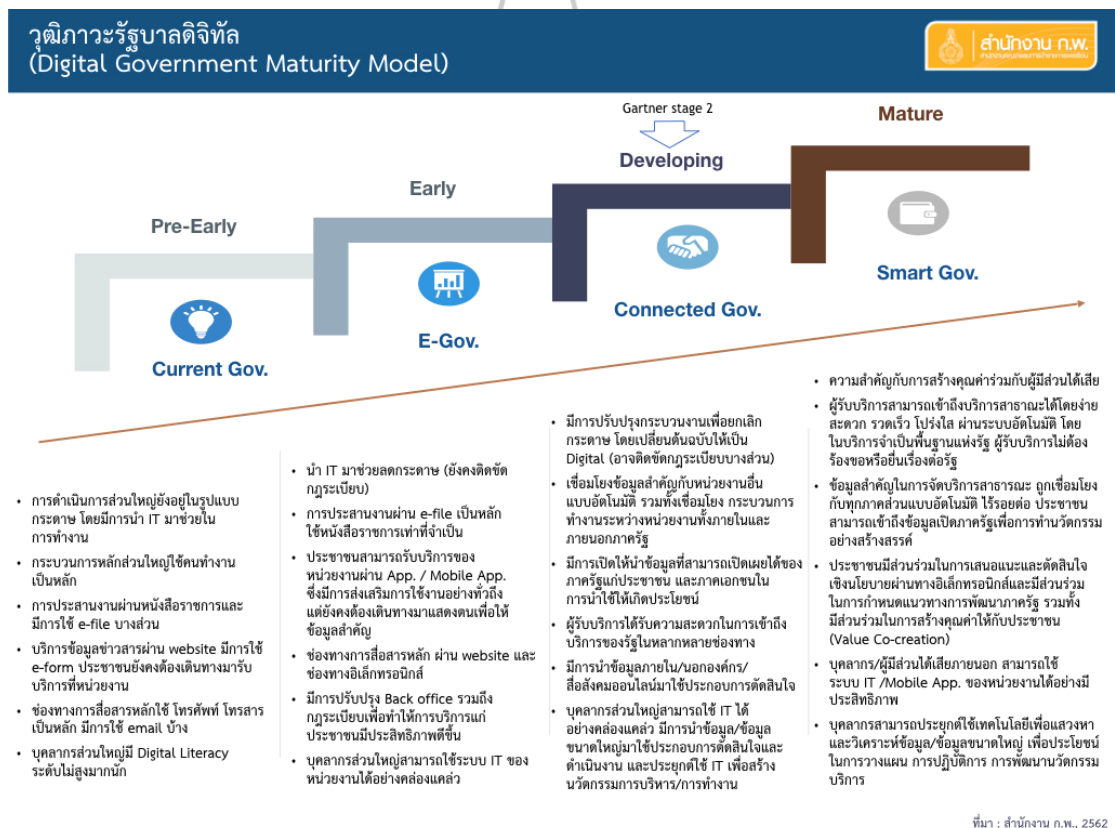 วุฒิภาวะรัฐบาลดิจิทัล
(Digital Government Maturity Model)
สำนักงาน ก.พ.
Pre-Early
Current Gov.
Early
E-Gov.
Gartner stage 2
Developing
Connected Gov.
Mature
Smart Gov.
• การดำเนินการส่วนใหญ่ยังอยู่ในรูปแบบ
กระดาษ โดยมีการนำ IT มาช่วยใน
การทำงาน
• กระบวนการหลักส่วนใหญ่ใช้คนทำงาน
เป็นหลัก
• การประสานงานผ่านหนังสือราชการและ
มีการใช้ e-file บางส่วน
• บริการข้อมูลข่าวสารผ่าน website มีการใช้
e-form ประชาชนยังคงต้องเดินทางมารับ
บริการที่หน่วยงาน
• ช่องทางการสื่อสารหลักใช้ โทรศัพท์ โทรสาร
เป็นหลัก มีการใช้ email บ้าง
• บุคลากรส่วนใหญ่มี Digital Literacy
ระดับไม่สูงมากนัก
• นำ IT มาช่วยลดกระดาษ (ยังคงติดขัด
กฎระเบียบ)
• การประสานงานผ่าน e-file เป็นหลัก
ใช้หนังสือราชการเท่าที่จำเป็น
• ประชาชนสามารถรับบริการของ
หน่วยงานผ่าน App. / Mobile App.
ซึ่งมีการส่งเสริมการใช้งานอย่างทั่วถึง
แต่ยังคงต้องเดินทางมาแสดงตนเพื่อให้
ข้อมูลสำคัญ
• ช่องทางการสื่อสารหลัก ผ่าน website และ
ช่องทางอิเล็กทรอนิกส์
• มีการปรับปรุง Back office รวมถึง
กฎระเบียบเพื่อทำให้การบริการแก่
ประชาชนมีประสิทธิภาพดีขึ้น
• บุคลากรส่วนใหญ่สามารถใช้ระบบ IT ของ
หน่วยงานได้อย่างคล่องแคล่ว
• มีการปรับปรุงกระบวนงานเพื่อยกเลิก
กระดาษ โดยเปลี่ยนต้นฉบับให้เป็น
Digital (อาจติดขัดกฎระเบียบบางส่วน)
• เชื่อมโยงข้อมูลสำคัญกับหน่วยงานอื่น
แบบอัตโนมัติ รวมทั้งเชื่อมโยง กระบวนการ
ทำงานระหว่างหน่วยงานทั้งภายในและ
ภายนอกภาครัฐ
• มีการเปิดให้นำข้อมูลที่สามารถเปิดเผยได้ของ
ภาครัฐแก่ประชาชน และภาคเอกชนใน
การนำใช้ให้เกิดประโยชน์
• ผู้รับบริการได้รับความสะดวกในการเข้าถึง
บริการของรัฐในหลากหลายช่องทาง
• มีการนำข้อมูลภายใน/นอกองค์กร/
สื่อสังคมออนไลน์มาใช้ประกอบการตัดสินใจ
• บุคลากรส่วนใหญ่สามารถใช้ IT ได้
อย่างคล่องแคล่ว มีการนำข้อมูล/ข้อมูล
ขนาดใหญ่มาใช้ประกอบการตัดสินใจและ
ดำเนินงาน และประยุกต์ใช้ IT เพื่อสร้าง
นวัตกรรมการบริหาร/การทำงาน
• ความสำคัญกับการสร้างคุณค่าร่วมกับผู้มีส่วนได้เสีย
• ผู้รับบริการสามารถเข้าถึงบริการสาธาณะได้โดยง่าย
สะดวก รวดเร็ว โปร่งใส ผ่านระบบอัตโนมัติ โดย
ในบริการจำเป็นพื้นฐานแห่งรัฐ ผู้รับบริการไม่ต้อง
ร้องขอหรือยื่นเรื่องต่อรัฐ
• ข้อมูลสำคัญในการจัดบริการสาธารณะ ถูกเชื่อมโยง
กับทุกภาคส่วนแบบอัตโนมัติ ไร้รอยต่อ ประชาชน
สามารถเข้าถึงข้อมูลเปิดภาครัฐเพื่อการทำนวัตกรรม
อย่างสร้างสรรค์
• ประชาชนมีส่วนร่วมในการเสนอแนะและตัดสินใจ
เชิงนโยบายผ่านทางอิเล็กทรอนิกส์และมีส่วนร่วม
ในการกำหนดแนวทางการพัฒนาภาครัฐ รวมทั้ง
มีส่วนร่วมในการสร้างคุณค่าให้กับประชาชน
(Value Co-creation)
• บุคลากร/ผู้มีส่วนได้เสียภายนอก สามารถใช้
ระบบ IT /Mobile App. ของหน่วยงานได้อย่างมี
ประสิทธิภาพ
• บุคลากรสามารถประยุกต์ใช้เทคโนโลยีเพื่อแสวงหา
และวิเคราะห์ข้อมูล/ข้อมูลขนาดใหญ่ เพื่อประโยชน์
ในการวางแผน การปฏิบัติการ การพัฒนานวัตกรรม
บริการ
ที่มา : สำนักงาน ก.พ., 2562